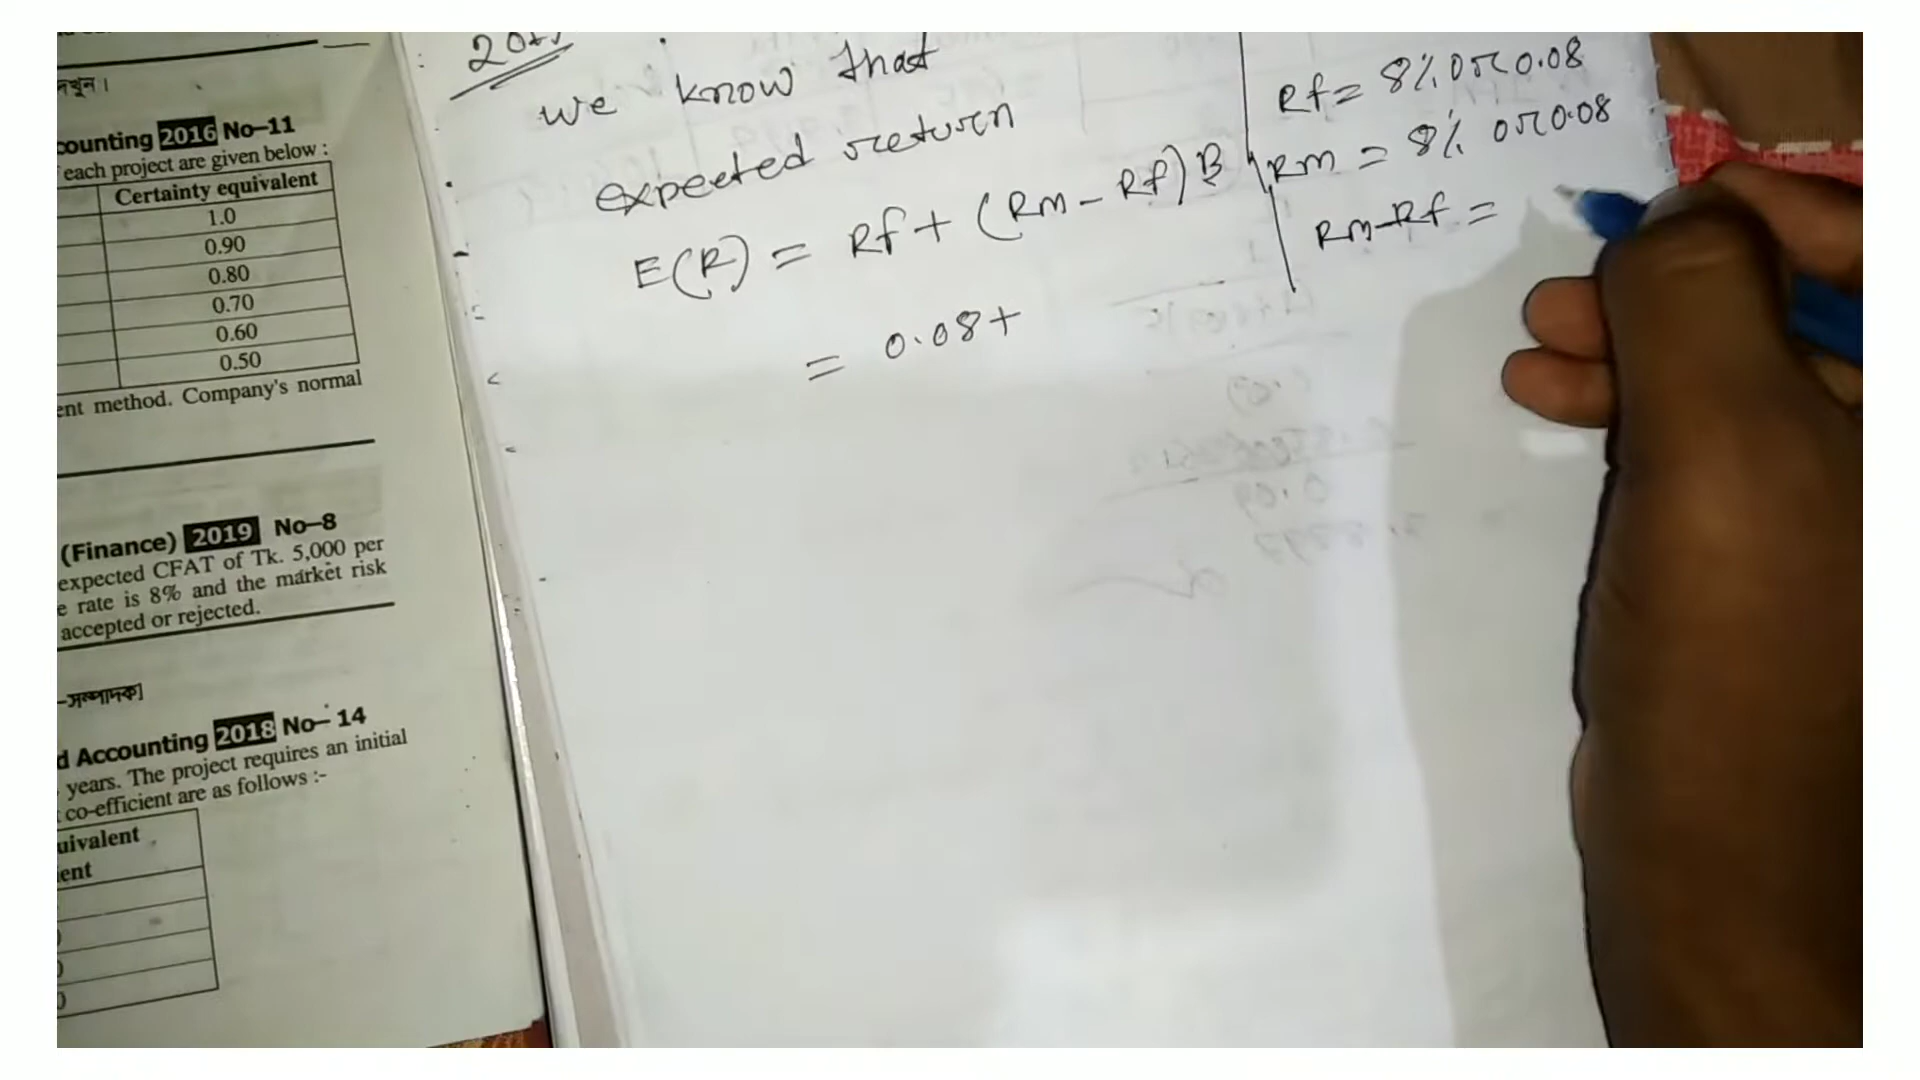 দেখুন।
counting 2016 No–11
each project are given below :
Certainty equivalent
1.0
0.90
0.80
0.70
0.60
0.50
ent method. Company's normal
(Finance) 2019 No–8
expected CFAT of Tk. 5,000 per
e rate is 8% and the market risk
accepted or rejected.
–সম্পাদক]
d Accounting 2018 No– 14
years. The project requires an initial
co-efficient are as follows :-
uivalent
ent
we know that
expected return
E(R) = Rf + (Rm - Rf) B
= 0.08+
Rf = 8% or 0.08
Rm = 8% or 0.08
Rm-Rf =